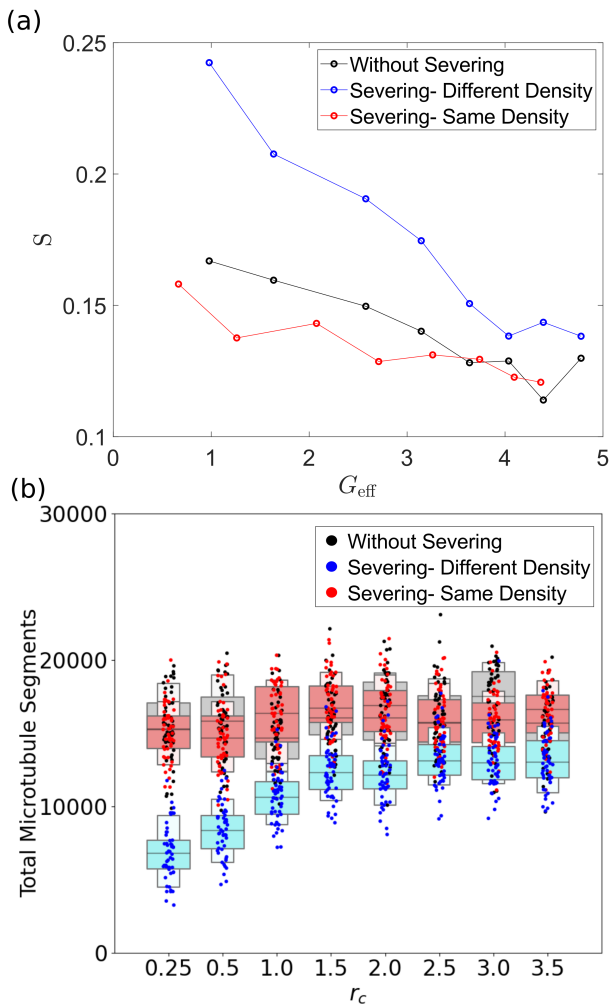 (a)
0.25
0.2
0.15
0.1
S
Without Severing
Severing- Different Density
Severing- Same Density
0 1 2 3 4 5
G_eff
(b)
30000
20000
10000
0
Total Microtubule Segments
Without Severing
Severing- Different Density
Severing- Same Density
0.25 0.5 1.0 1.5 2.0 2.5 3.0 3.5
r_c